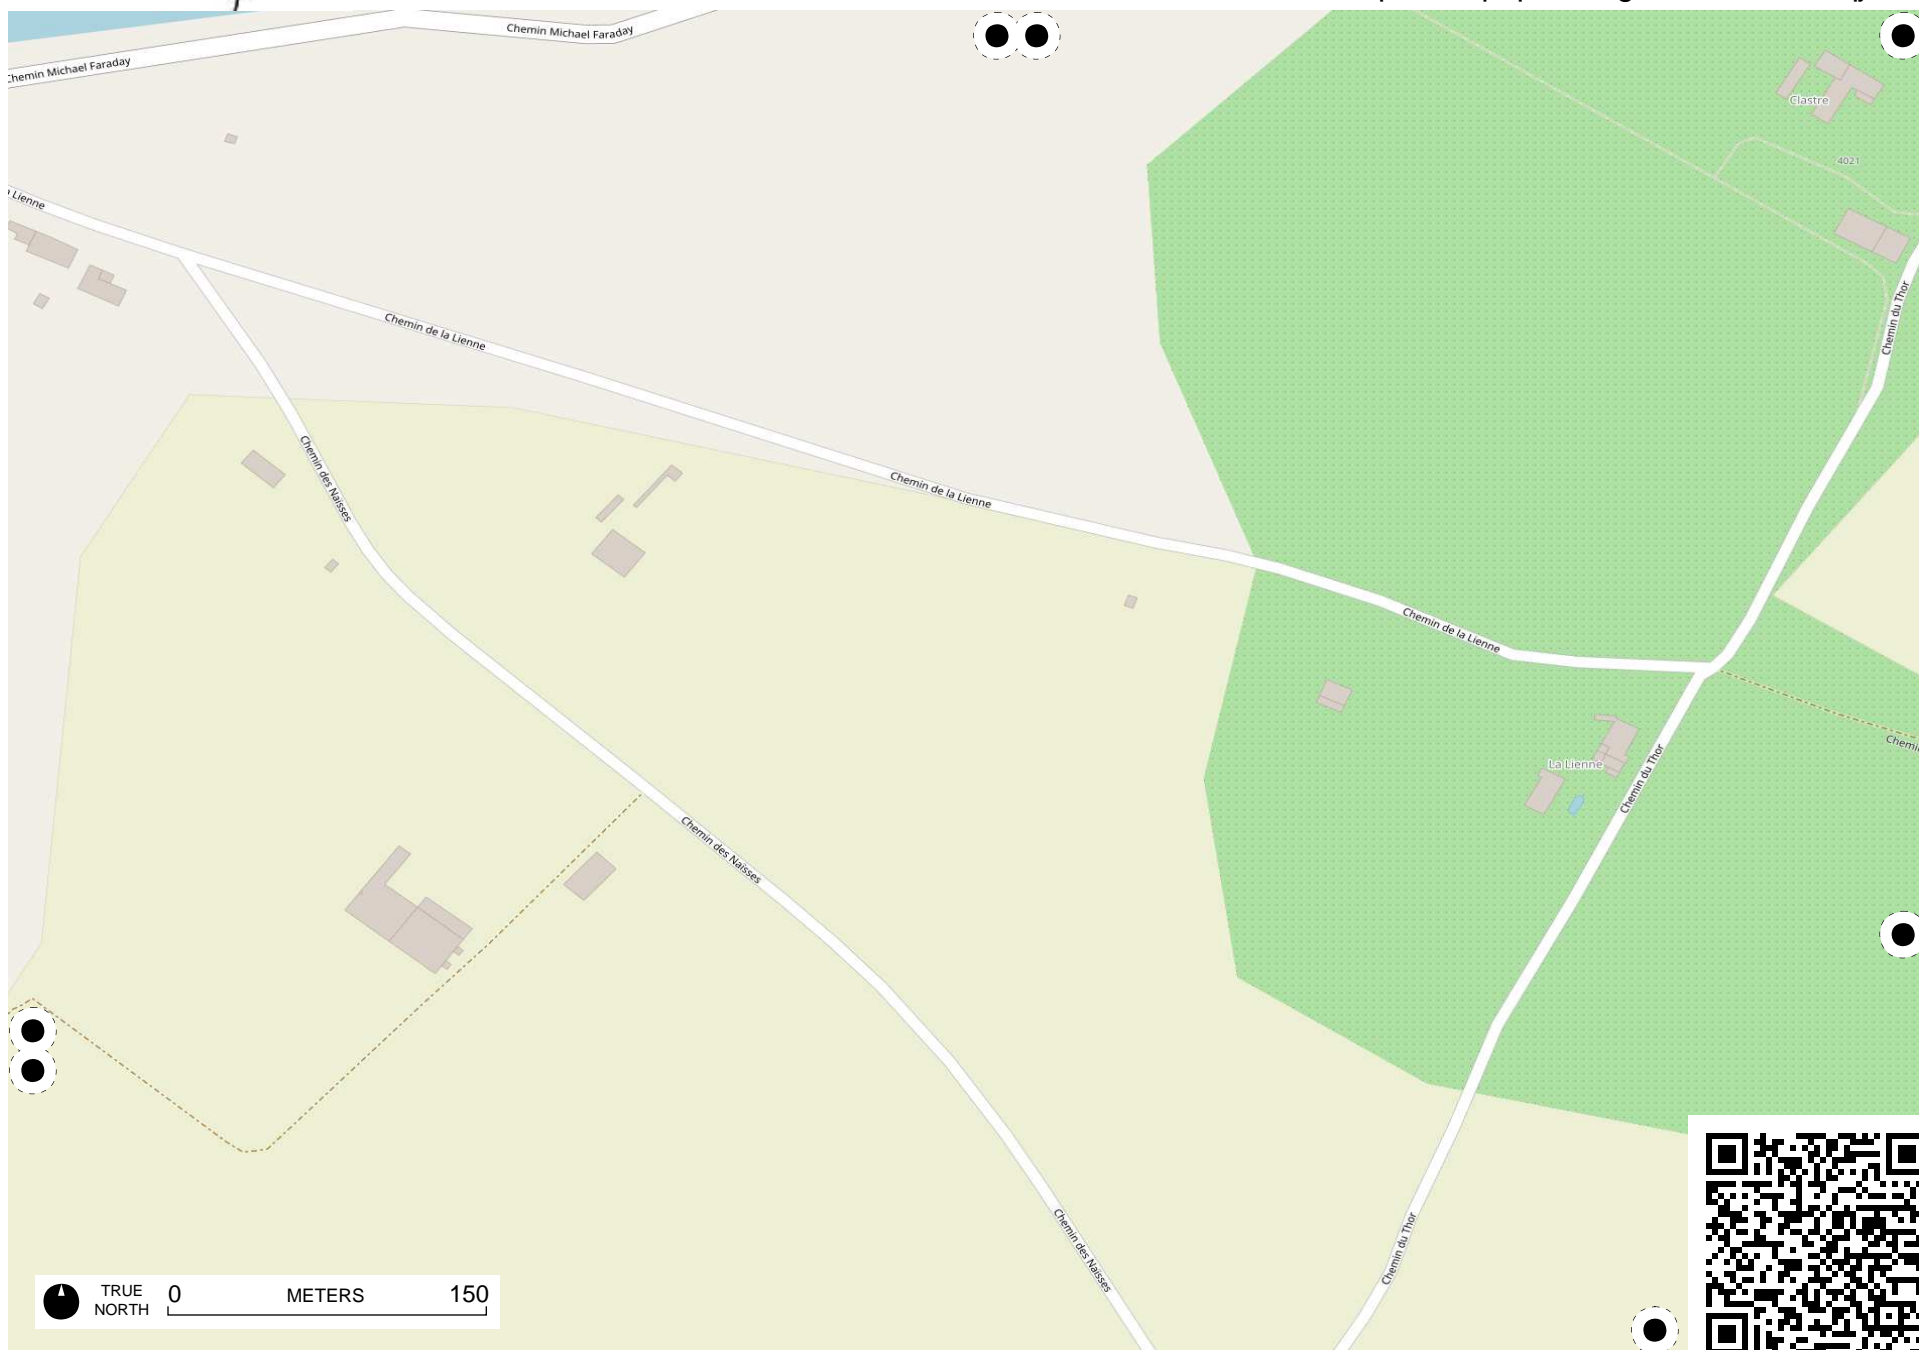 Chemin Michael Faraday
Chemin Michael Faraday
Clastre
4021
Lienne
Chemin du Thor
Chemin de la Lienne
Chemin des Naisses
Chemin de la Lienne
Chemin de la Lienne
La Lienne
Chemin du Thor
Chemin des Naisses
Chemin du Thor
Chemin des Naisses
TRUE NORTH
0 METERS 150